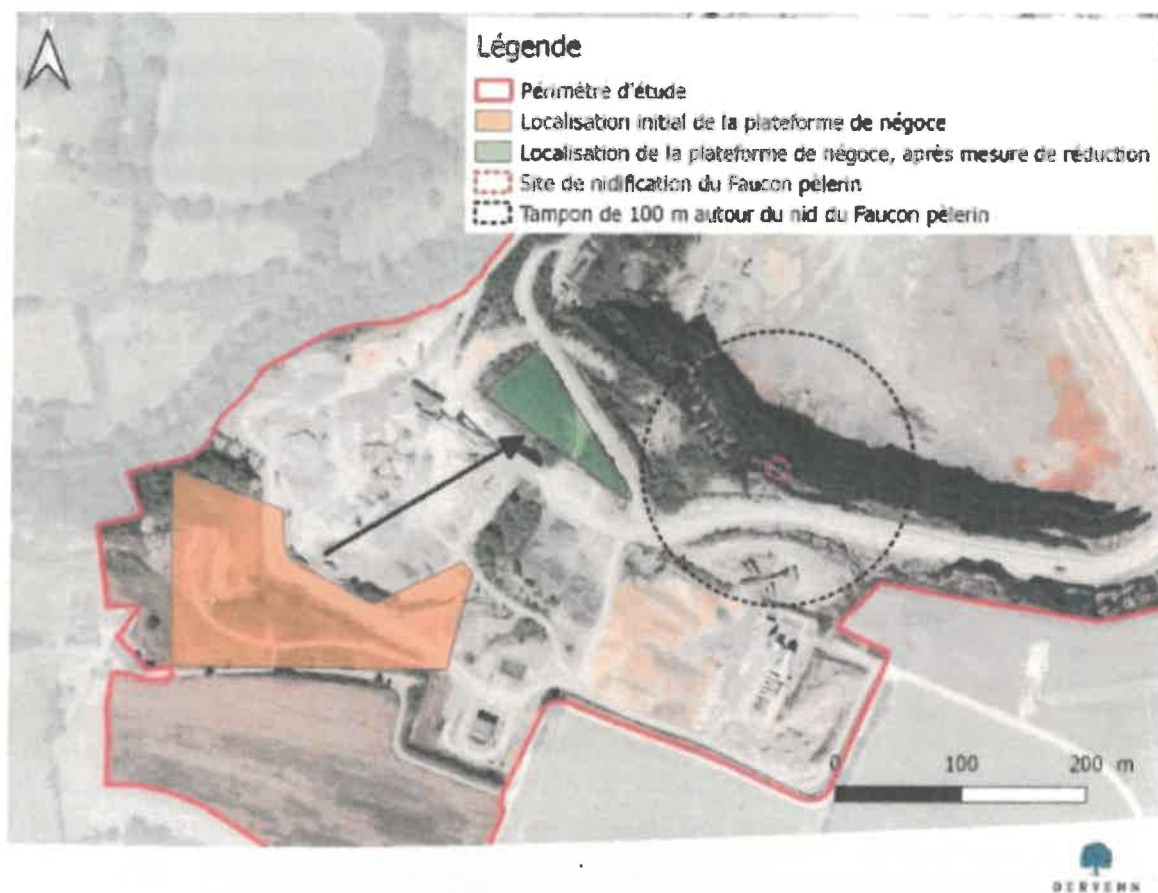 Légende
Périmètre d'étude
Localisation initial de la plateforme de négoce
Localisation de la plateforme de négoce, après mesure de réduction
Site de nidification du Faucon pèlerin
Tampon de 100 m autour du nid du Faucon pèlerin
0 100 200 m
DERVENN